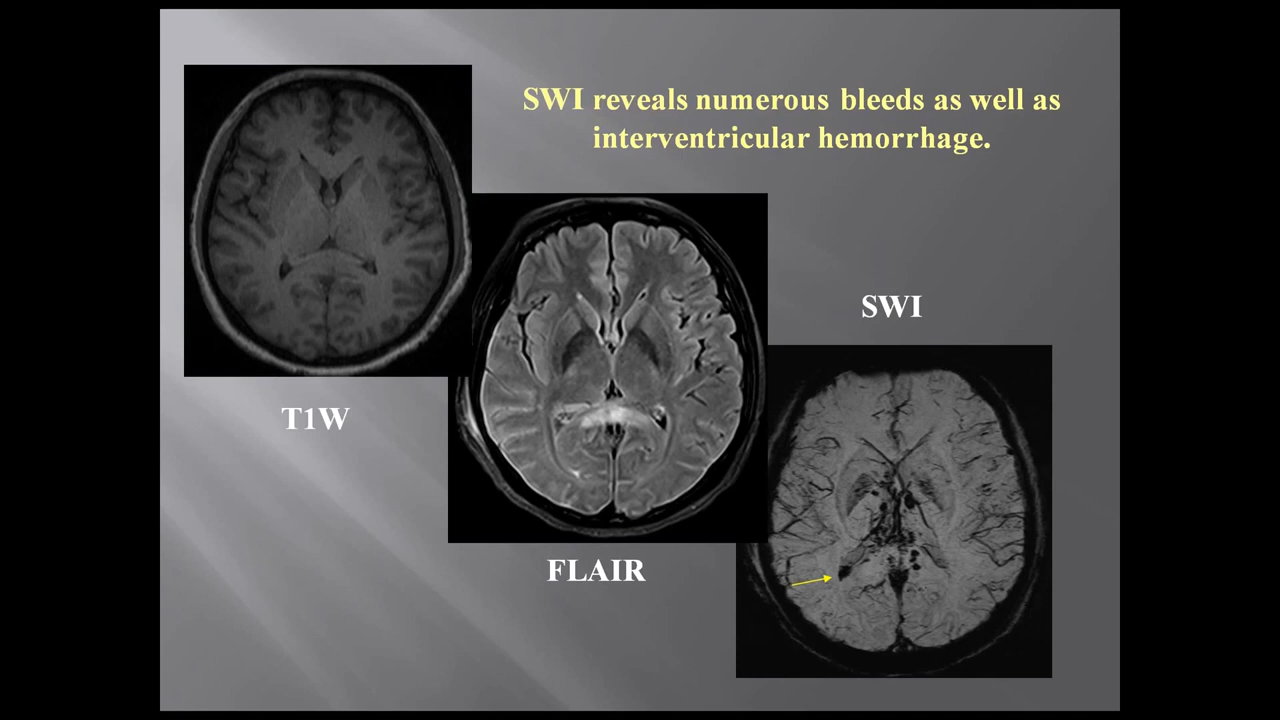 SWI reveals numerous bleeds as well as
interventricular hemorrhage.
SWI
T1W
FLAIR